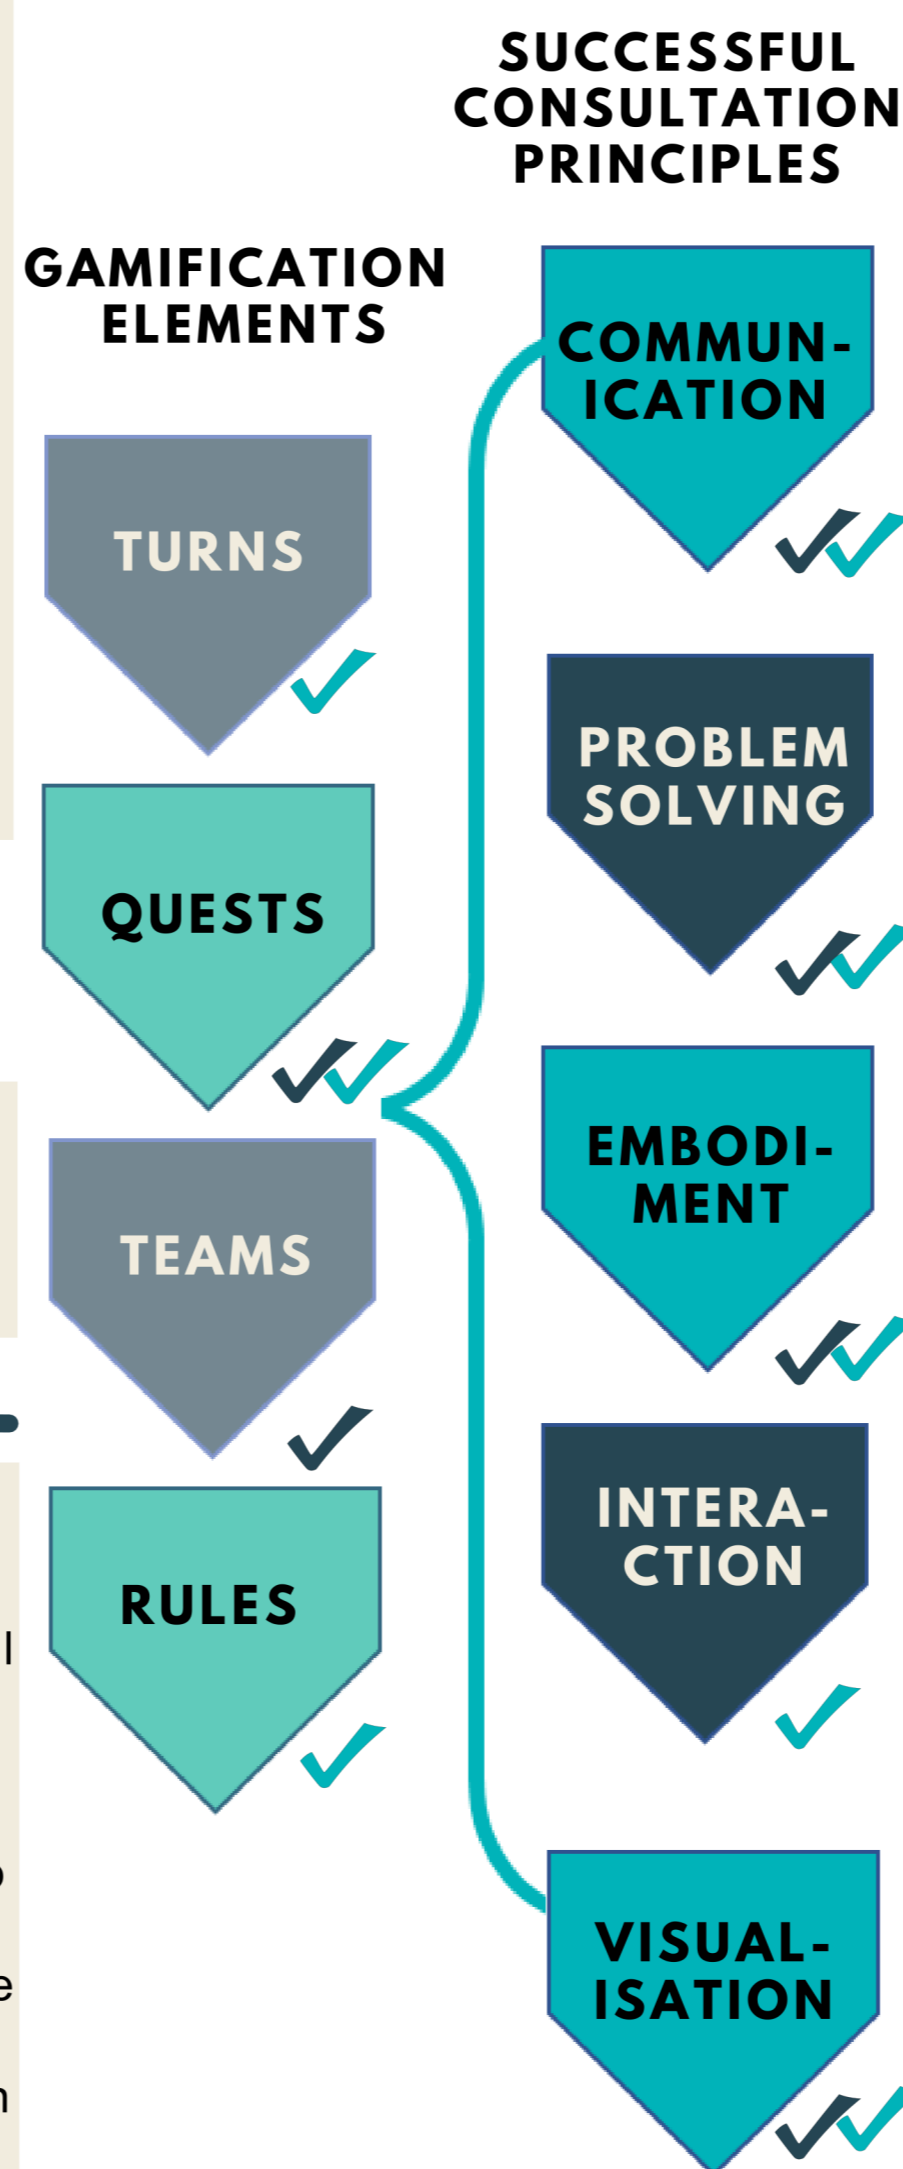 SUCCESSFUL
CONSULTATION
PRINCIPLES
GAMIFICATION
ELEMENTS
TURNS
QUESTS
TEAMS
RULES
COMMUN-
ICATION
PROBLEM
SOLVING
EMBODI-
MENT
INTERA-
CTION
VISUAL-
ISATION